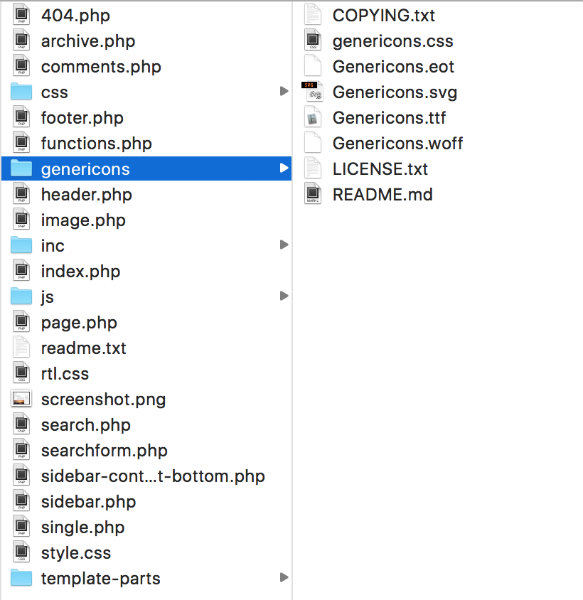 404.php
archive.php
comments.php
css
footer.php
functions.php
genericons
header.php
image.php
inc
index.php
js
page.php
readme.txt
rtl.css
screenshot.png
search.php
searchform.php
sidebar-cont...t-bottom.php
sidebar.php
single.php
style.css
template-parts
COPYING.txt
genericons.css
Genericons.eot
Genericons.svg
Genericons.ttf
Genericons.woff
LICENSE.txt
README.md